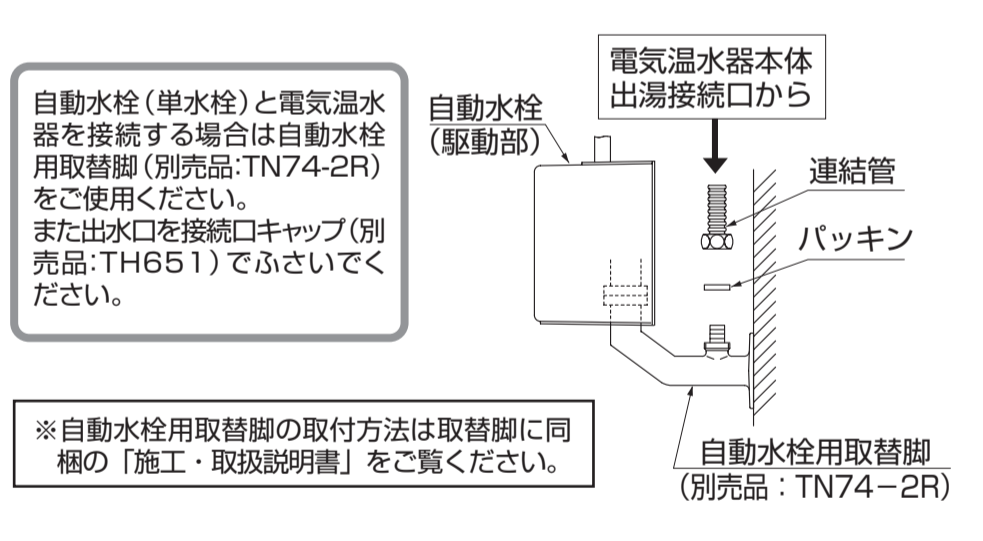 自動水栓（単水栓）と電気温水
器を接続する場合は自動水栓
用取替脚（別売品:TN74-2R）
をご使用ください。
また出水口を接続口キャップ（別
売品:TH651）でふさいでく
ださい。
電気温水器本体
出湯接続口から
自動水栓
（駆動部）
連結管
パッキン
自動水栓用取替脚
（別売品：TN74－2R）
※自動水栓用取替脚の取付方法は取替脚に同
梱の「施工・取扱説明書」をご覧ください。